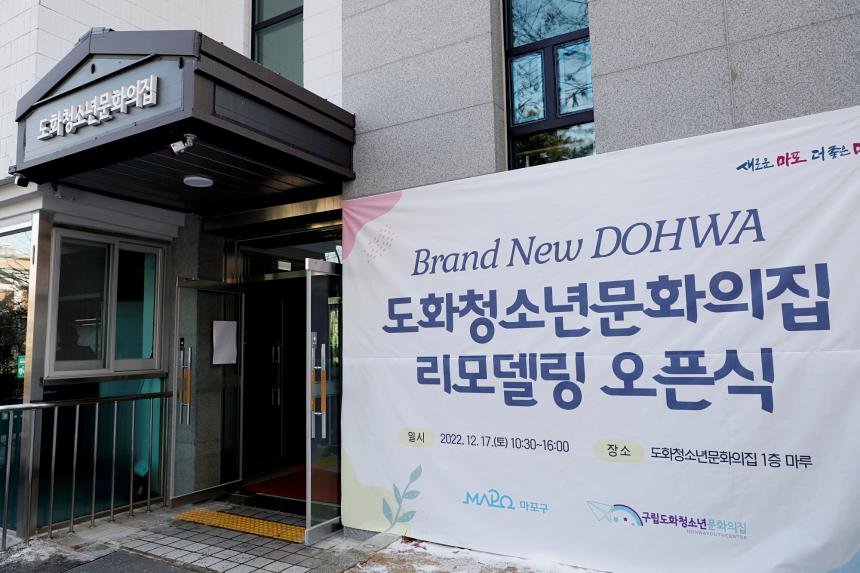 도화청소년문화의집
새로운 마포 더 좋은
Brand New DOHWA
도화청소년문화의집
리모델링 오픈식
일시 2022. 12. 17.(토) 10:30~16:00 장소 도화청소년문화의집 1층 마루
MAPO 마포구
구립도화청소년문화의집
DOHWAYOUTHCENTER